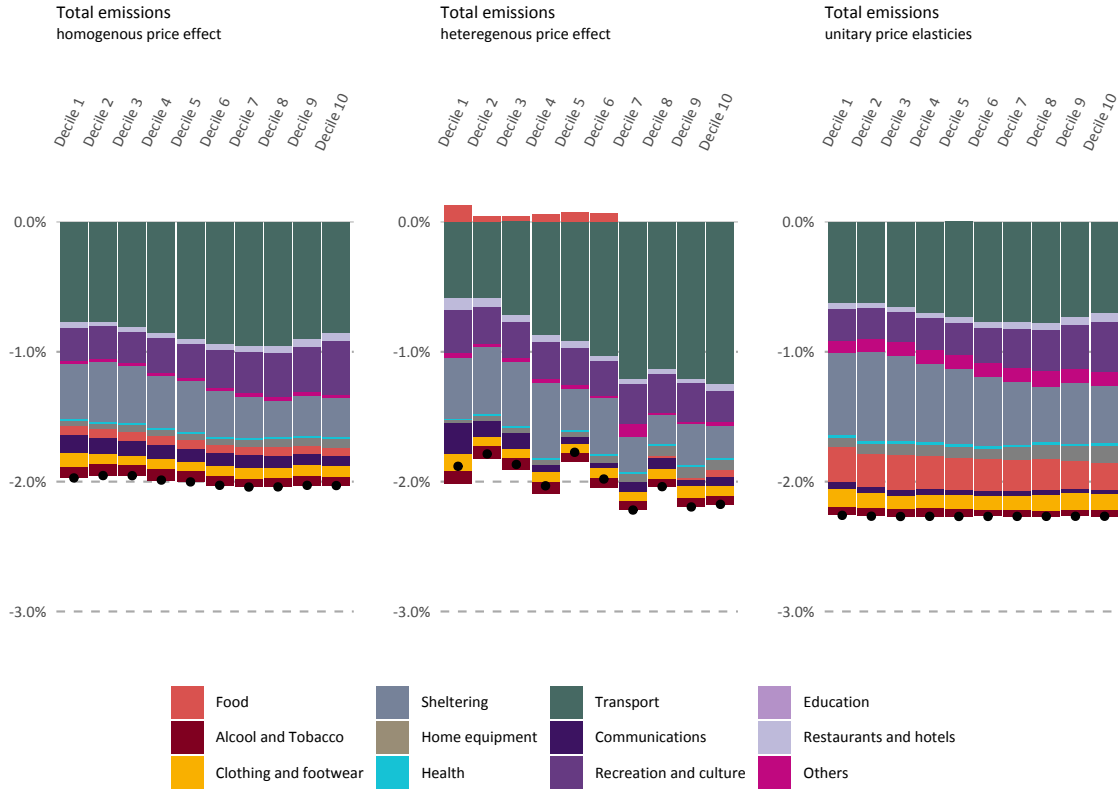 Total emissions
homogenous price effect
Decile 1
Decile 2
Decile 3
Decile 4
Decile 5
Decile 6
Decile 7
Decile 8
Decile 9
Decile 10
0.0%
-1.0%
-2.0%
-3.0%
Total emissions
heteregenous price effect
Decile 1
Decile 2
Decile 3
Decile 4
Decile 5
Decile 6
Decile 7
Decile 8
Decile 9
Decile 10
0.0%
-1.0%
-2.0%
-3.0%
Total emissions
unitary price elasticies
Decile 1
Decile 2
Decile 3
Decile 4
Decile 5
Decile 6
Decile 7
Decile 8
Decile 9
Decile 10
0.0%
-1.0%
-2.0%
-3.0%
Food
Sheltering
Transport
Education
Alcool and Tobacco
Home equipment
Communications
Restaurants and hotels
Clothing and footwear
Health
Recreation and culture
Others